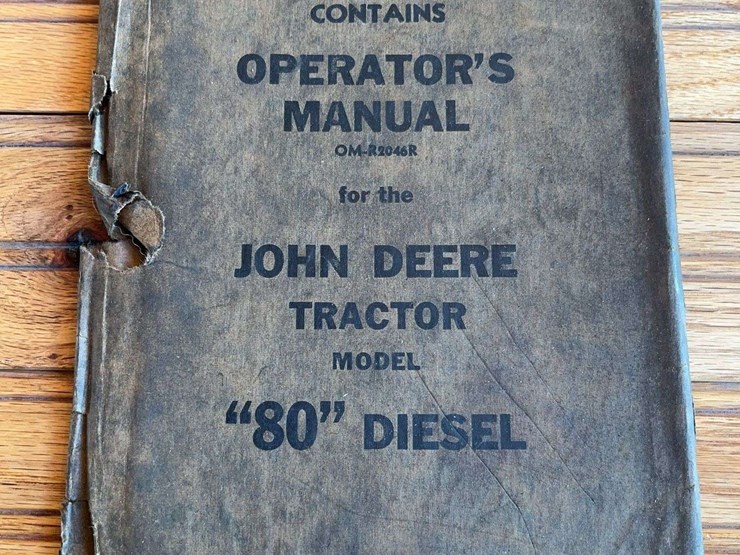 CONTAINS
OPERATOR'S
MANUAL
OM-R2046R
for the
JOHN DEERE
TRACTOR
MODEL
“80” DIESEL